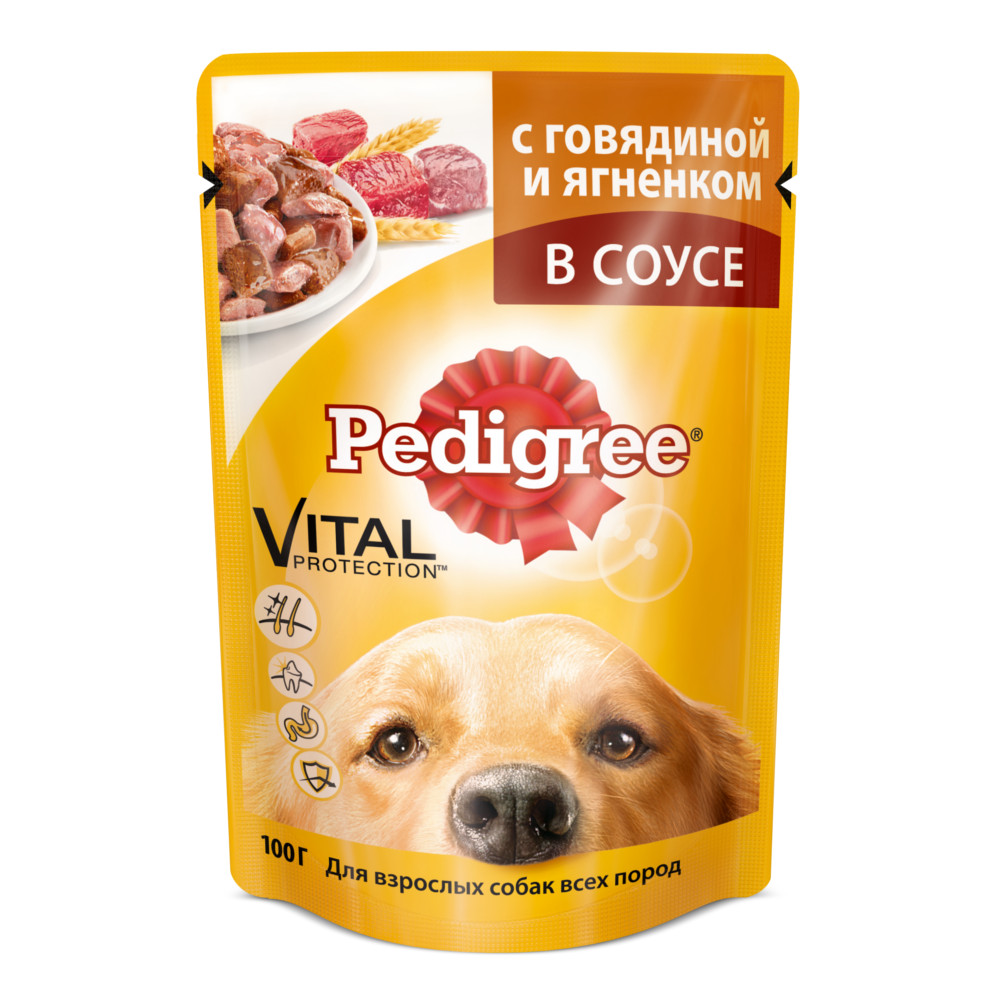 с говядиной
и ягненком
в соусе
Pedigree®
VITAL
PROTECTION™
100Г Для взрослых собак всех пород